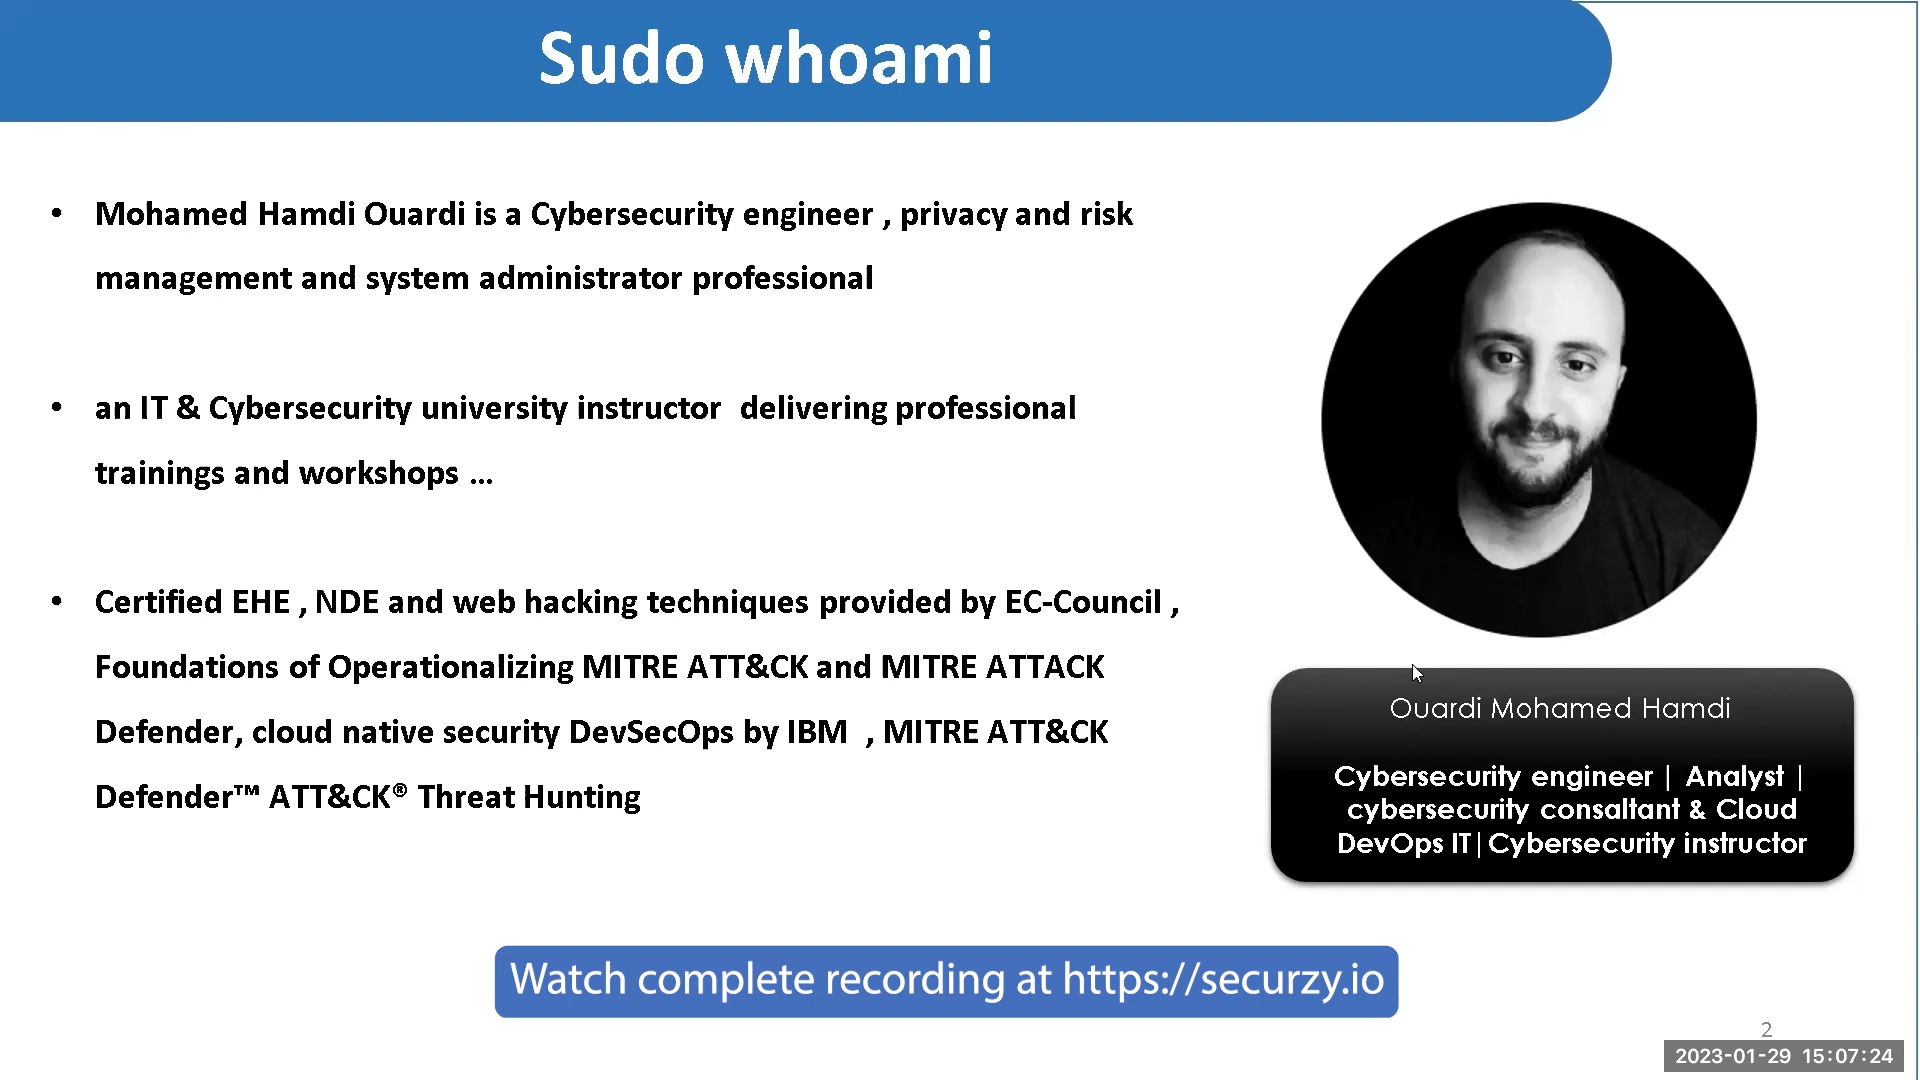 Sudo whoami
• Mohamed Hamdi Ouardi is a Cybersecurity engineer , privacy and risk
management and system administrator professional
• an IT & Cybersecurity university instructor  delivering professional
trainings and workshops ...
• Certified EHE , NDE and web hacking techniques provided by EC-Council ,
Foundations of Operationalizing MITRE ATT&CK and MITRE ATTACK
Defender, cloud native security DevSecOps by IBM  , MITRE ATT&CK
Defender™ ATT&CK® Threat Hunting
Ouardi Mohamed Hamdi
Cybersecurity engineer | Analyst |
cybersecurity consaltant & Cloud
DevOps IT|Cybersecurity instructor
Watch complete recording at https://securzy.io
2
2023-01-29 15:07:24